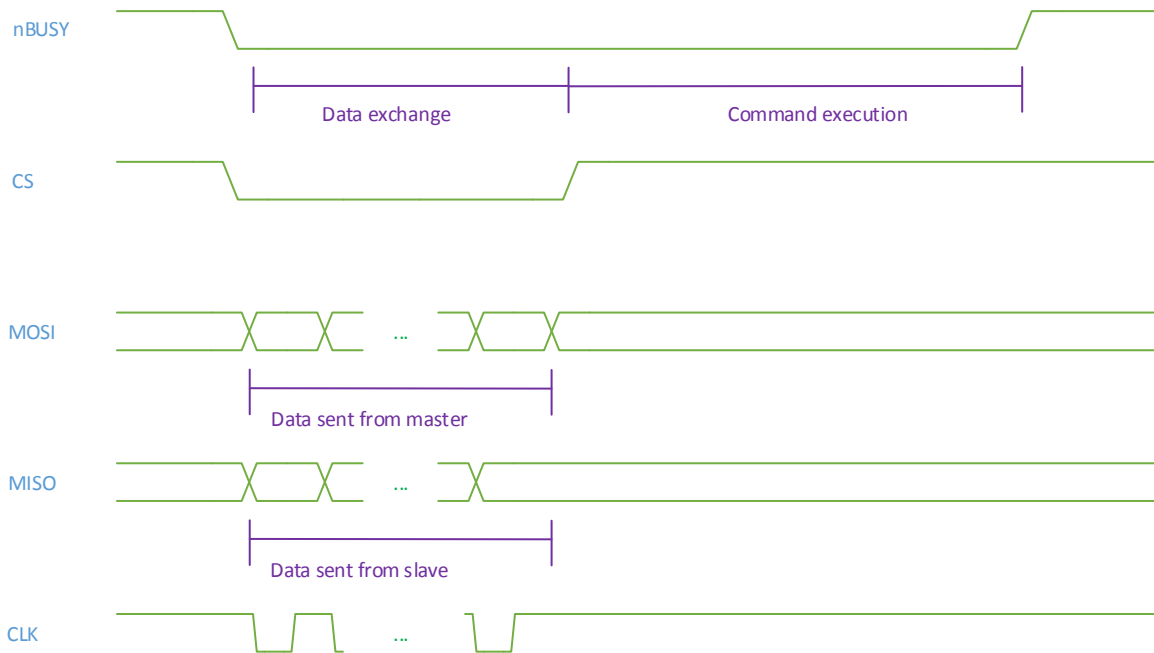 nBUSY
Data exchange
Command execution
CS
MOSI
...
Data sent from master
MISO
...
Data sent from slave
CLK
...